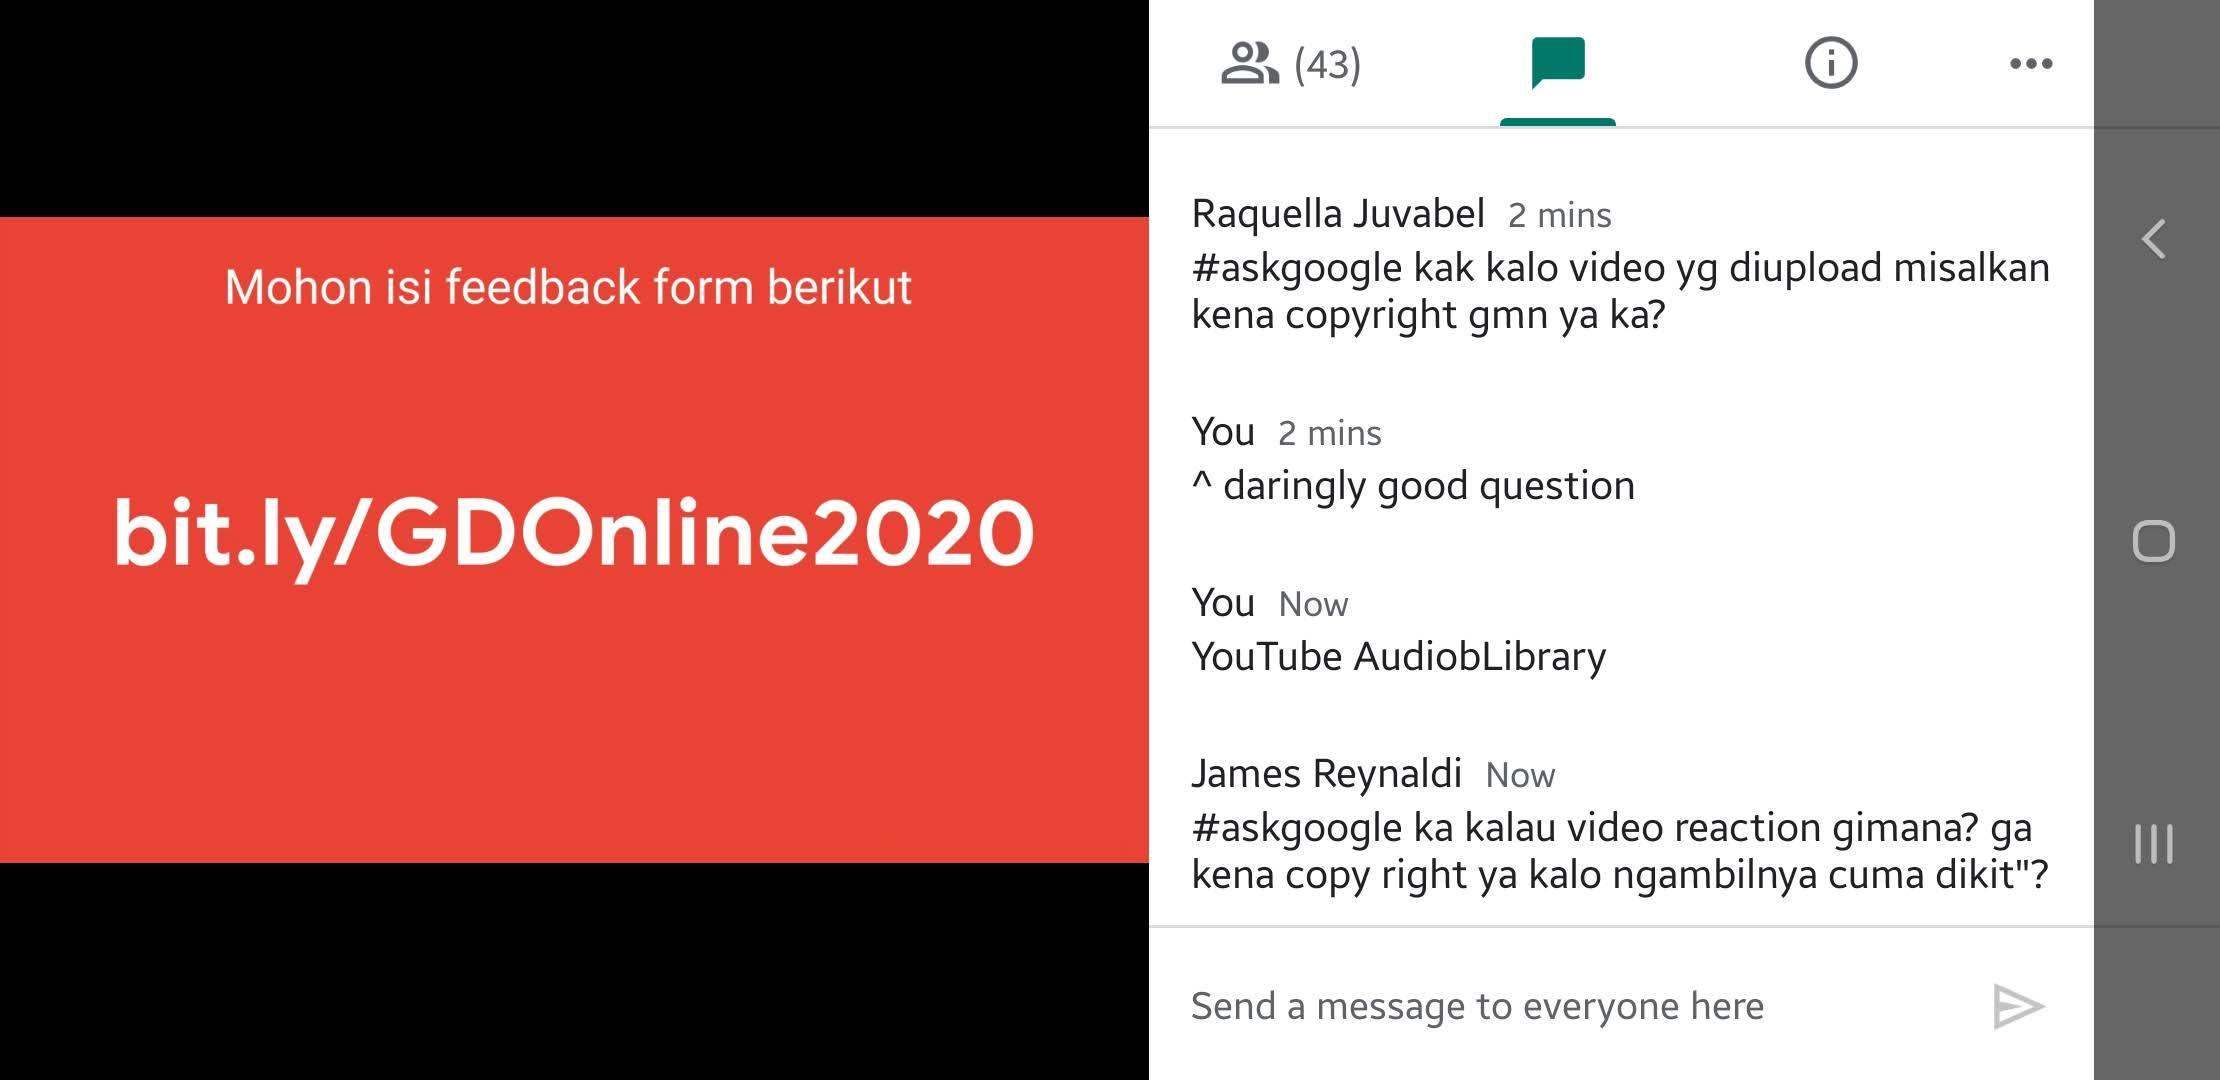 Mohon isi feedback form berikut
bit.ly/GDOnline2020
(43)
Raquella Juvabel 2 mins
#askgoogle kak kalo video yg diupload misalkan
kena copyright gmn ya ka?
You 2 mins
^ daringly good question
You Now
YouTube AudiobLibrary
James Reynaldi Now
#askgoogle ka kalau video reaction gimana? ga
kena copy right ya kalo ngambilnya cuma dikit"?
Send a message to everyone here